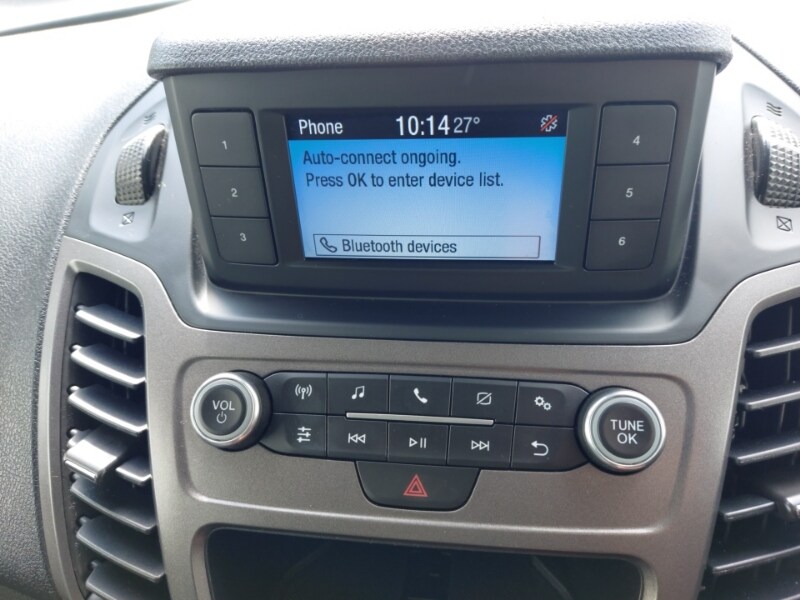 Phone 10:14 27°
Auto-connect ongoing.
Press OK to enter device list.
Bluetooth devices
1
2
3
4
5
6
VOL
TUNE
OK